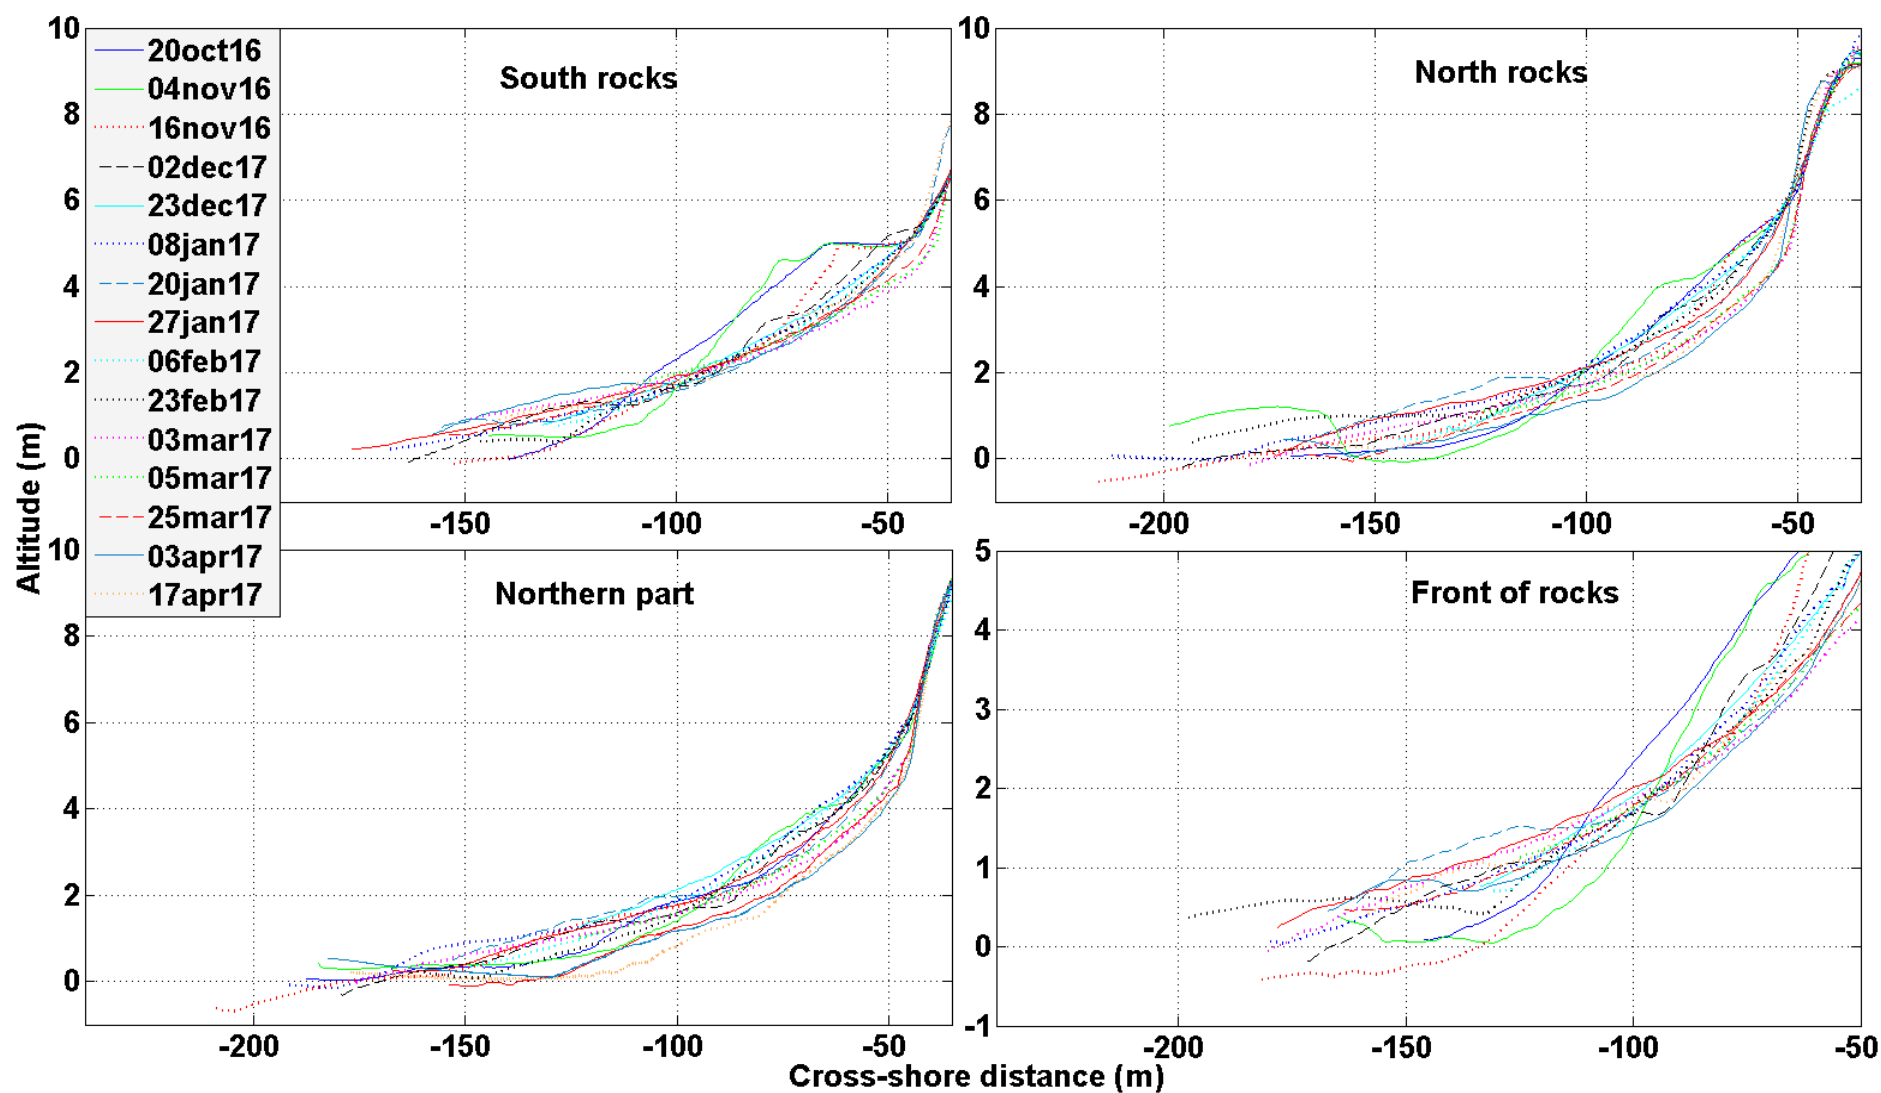 10
8
6
4
2
0
20oct16
04nov16
16nov16
02dec17
23dec17
08jan17
20jan17
27jan17
06feb17
23feb17
03mar17
05mar17
25mar17
03apr17
17apr17
South rocks
-150
-100
-50
North rocks
10
8
6
4
2
0
-200
-150
-100
-50
Altitude (m)
Northern part
10
8
6
4
2
0
-200
-150
-100
-50
Front of rocks
5
4
3
2
1
0
-1
-200
-150
-100
-50
Cross-shore distance (m)